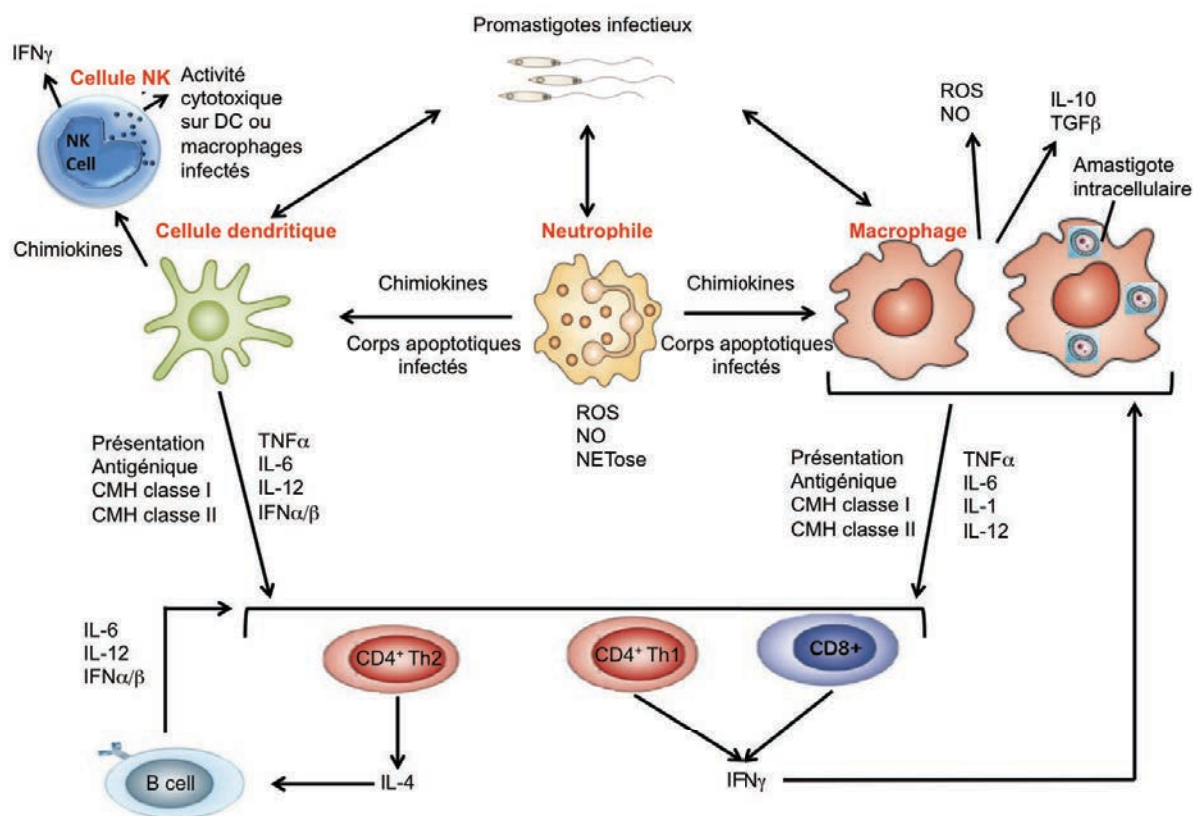 Promastigotes infectieux
IFNγ
Cellule NK
Activité
cytotoxique
sur DC ou
macrophages
infectés
NK
Cell
ROS
NO
IL-10
TGFβ
Amastigote
intracellulaire
Chimiokines
Cellule dendritique
Neutrophile
Macrophage
Chimiokines
Corps apoptotiques
infectés
Chimiokines
Corps apoptotiques
infectés
ROS
NO
NETose
Présentation
Antigénique
CMH classe I
CMH classe II
TNFα
IL-6
IL-12
IFNα/β
Présentation
Antigénique
CMH classe I
CMH classe II
TNFα
IL-6
IL-1
IL-12
IL-6
IL-12
IFNα/β
CD4⁺ Th2
CD4⁺ Th1
CD8+
B cell
IL-4
IFNγ